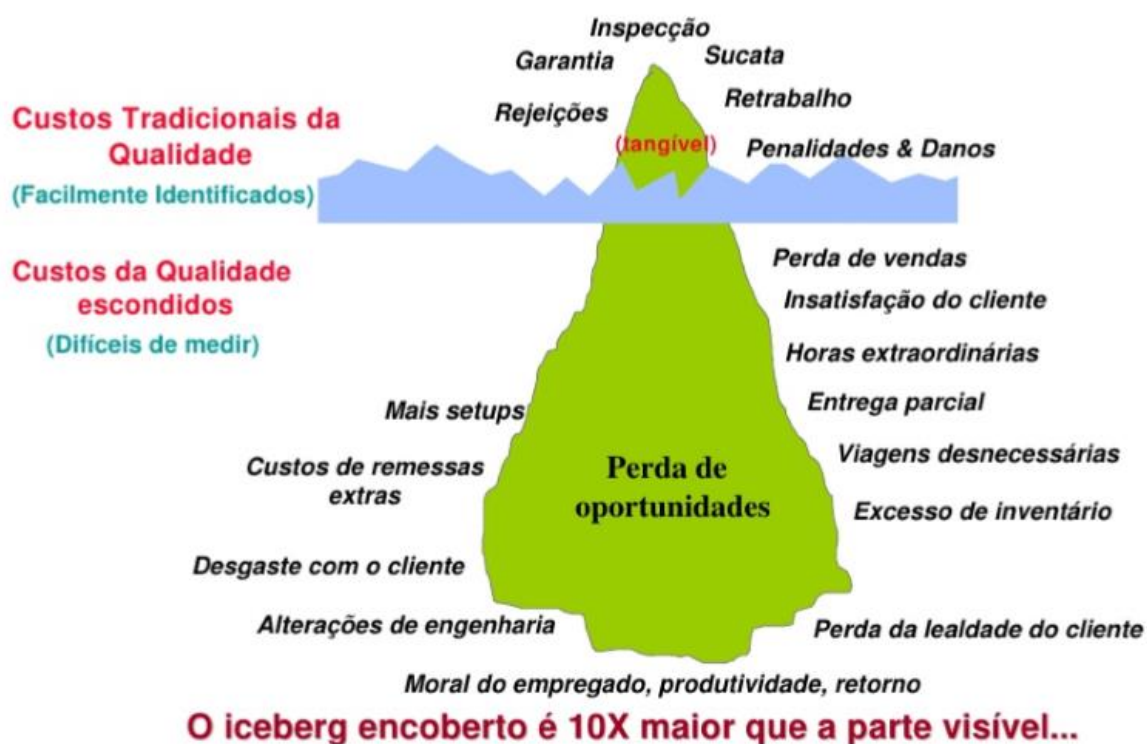 Inspecção
Garantia
Sucata
Rejeições
Retrabalho
(tangível)
Penalidades & Danos
Custos Tradicionais da
Qualidade
(Facilmente Identificados)
Custos da Qualidade
escondidos
(Difíceis de medir)
Perda de vendas
Insatisfação do cliente
Horas extraordinárias
Mais setups
Entrega parcial
Custos de remessas
extras
Perda de
oportunidades
Viagens desnecessárias
Excesso de inventário
Desgaste com o cliente
Alterações de engenharia
Perda da lealdade do cliente
Moral do empregado, produtividade, retorno
O iceberg encoberto é 10X maior que a parte visível...